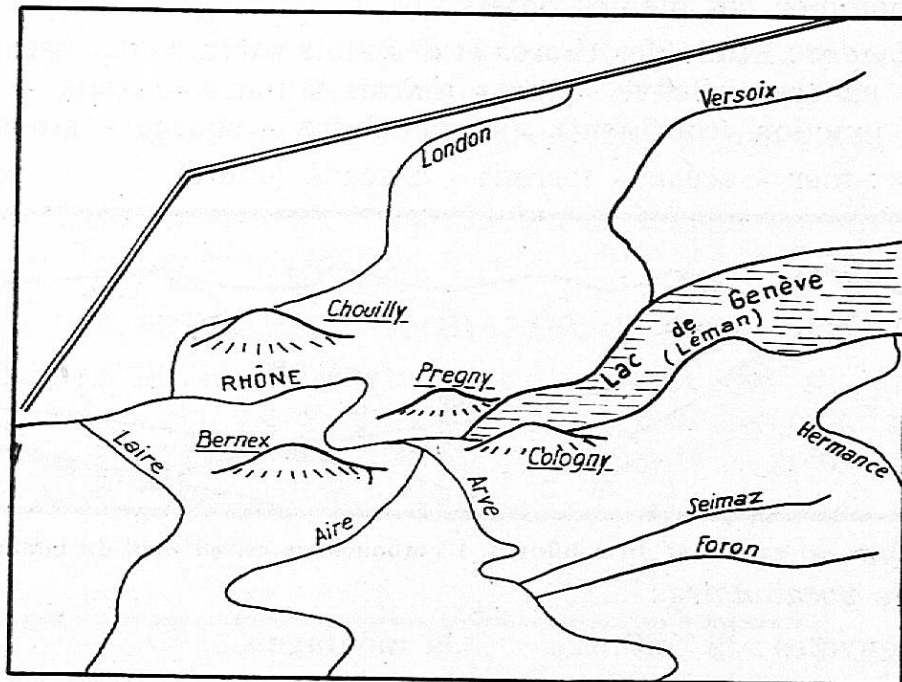 Versoix
London
Genève
de
Lac (Léman)
Chouilly
RHÔNE
Pregny
Cologny
Bernex
Laire
Aire
Arve
Hermance
Seimaz
Foron